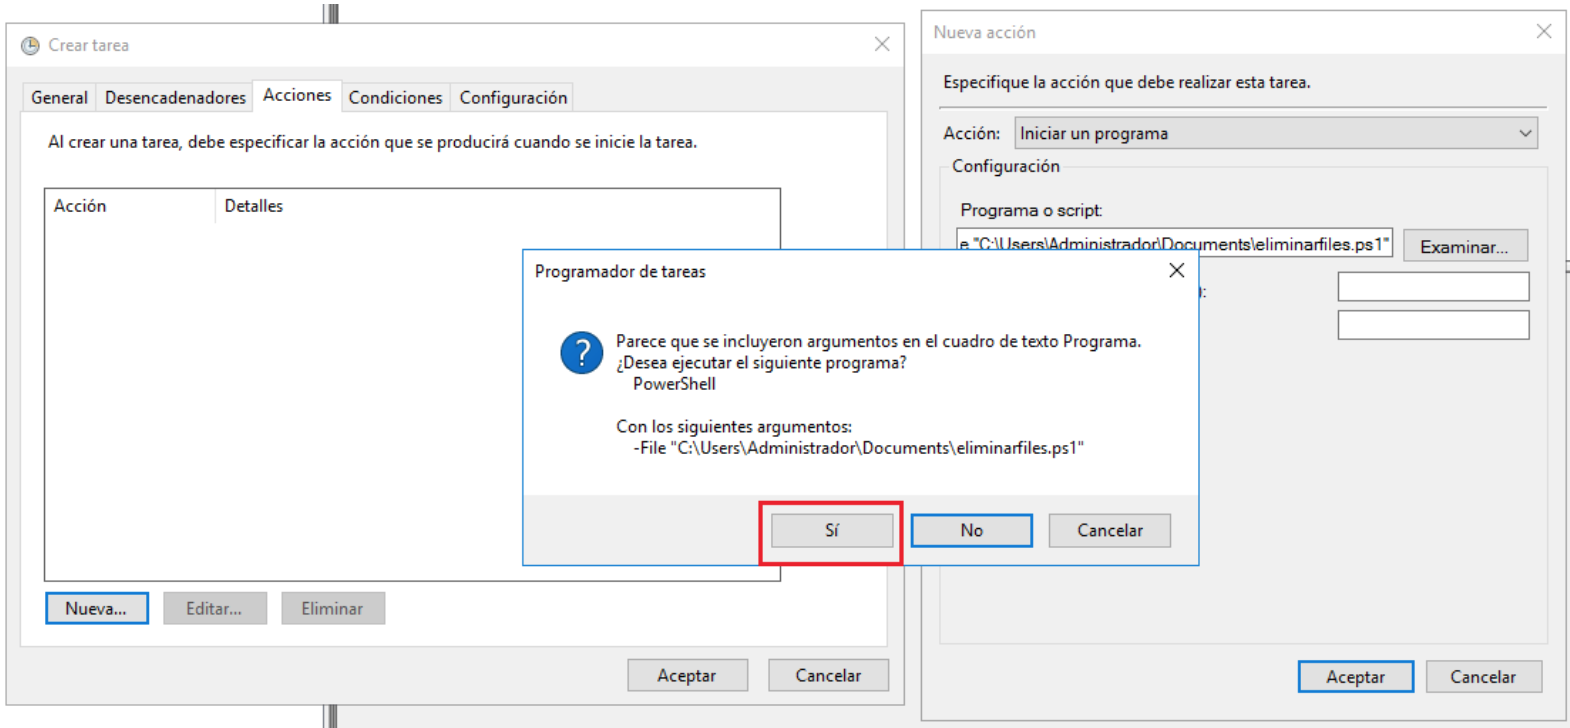 Crear tarea
General Desencadenadores Acciones Condiciones Configuración
Al crear una tarea, debe especificar la acción que se producirá cuando se inicie la tarea.
Acción Detalles
Nueva... Editar... Eliminar
Aceptar Cancelar
Nueva acción
Especifique la acción que debe realizar esta tarea.
Acción: Iniciar un programa
Configuración
Programa o script:
e "C:\Users\Administrador\Documents\eliminarfiles.ps1" Examinar...
):
Aceptar Cancelar
Programador de tareas
Parece que se incluyeron argumentos en el cuadro de texto Programa.
¿Desea ejecutar el siguiente programa?
PowerShell
Con los siguientes argumentos:
-File "C:\Users\Administrador\Documents\eliminarfiles.ps1"
Sí No Cancelar